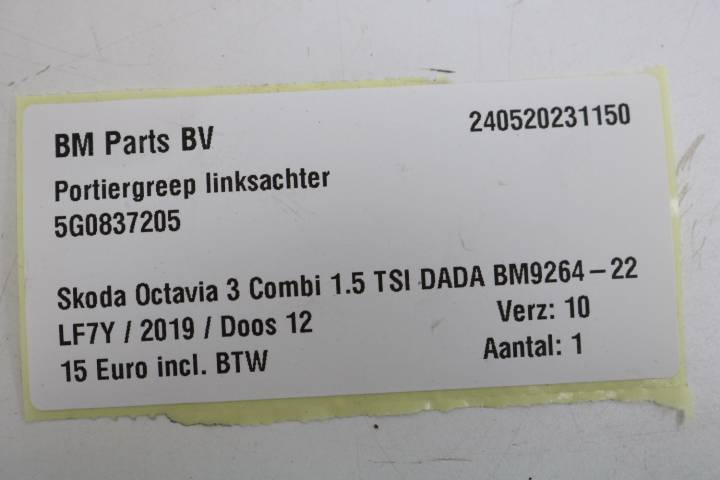 BM Parts BV 240520231150
Portiergreep linksachter
5G0837205
Skoda Octavia 3 Combi 1.5 TSI DADA BM9264-22
LF7Y / 2019 / Doos 12 Verz: 10
15 Euro incl. BTW Aantal: 1